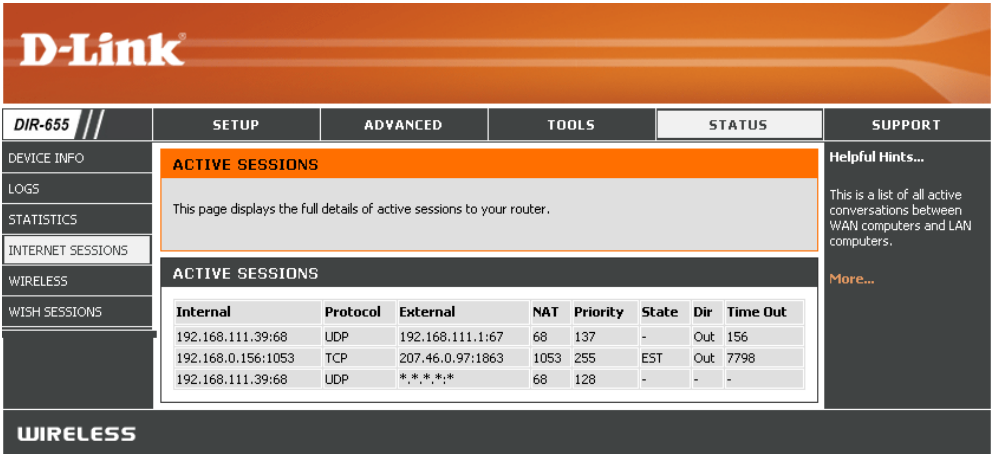 D-Link®
DIR-655
SETUP ADVANCED TOOLS STATUS SUPPORT
DEVICE INFO
LOGS
STATISTICS
INTERNET SESSIONS
WIRELESS
WISH SESSIONS
ACTIVE SESSIONS
This page displays the full details of active sessions to your router.
ACTIVE SESSIONS
Internal Protocol External NAT Priority State Dir Time Out
192.168.111.39:68 UDP 192.168.111.1:67 68 137 - Out 156
192.168.0.156:1053 TCP 207.46.0.97:1863 1053 255 EST Out 7798
192.168.111.39:68 UDP *.*.*.*:* 68 128 - - -
Helpful Hints...
This is a list of all active
conversations between
WAN computers and LAN
computers.
More...
WIRELESS